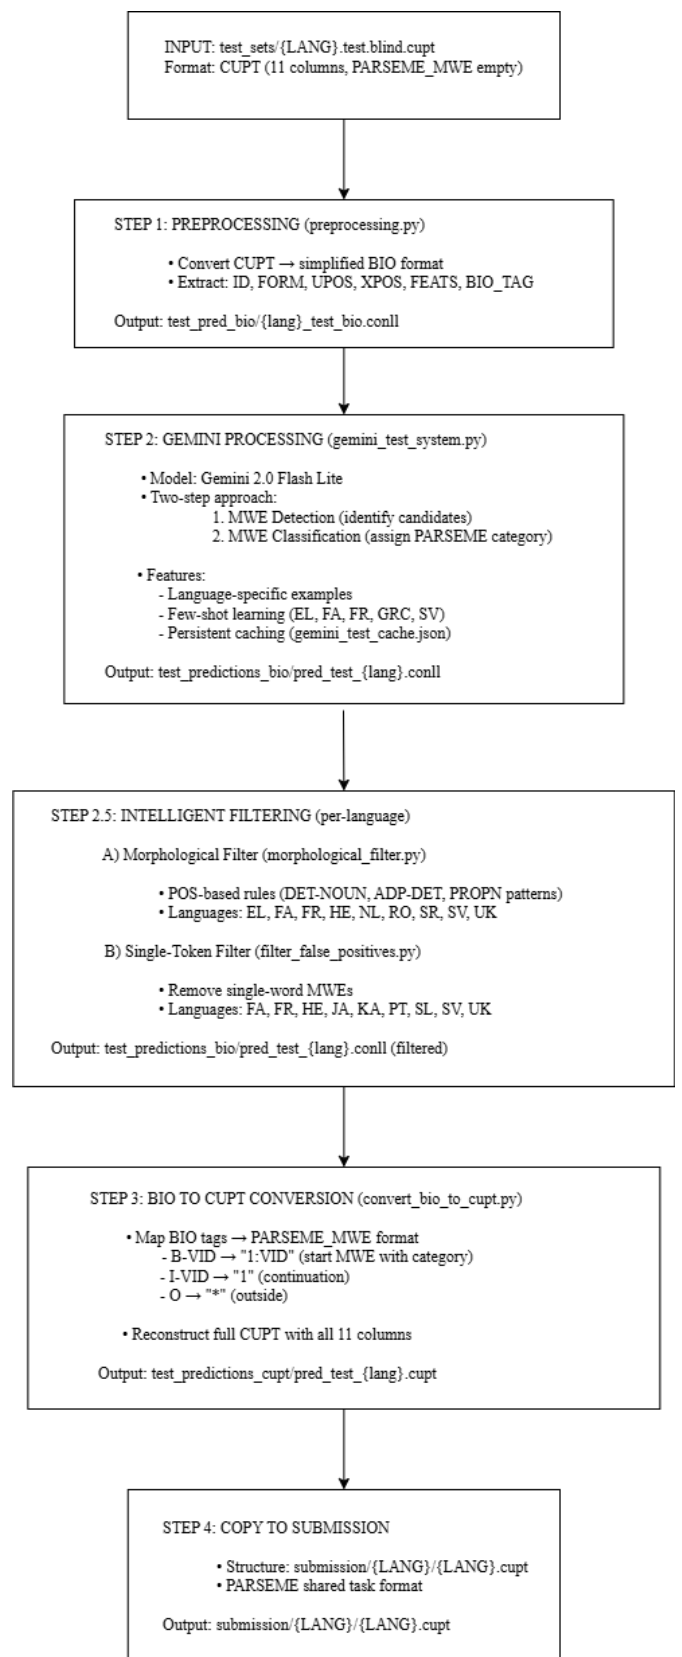 INPUT: test_sets/{LANG}.test.blind.cupt
Format: CUPT (11 columns, PARSEME_MWE empty)
STEP 1: PREPROCESSING (preprocessing.py)
• Convert CUPT → simplified BIO format
• Extract: ID, FORM, UPOS, XPOS, FEATS, BIO_TAG
Output: test_pred_bio/{lang}_test_bio.conll
STEP 2: GEMINI PROCESSING (gemini_test_system.py)
• Model: Gemini 2.0 Flash Lite
• Two-step approach:
1. MWE Detection (identify candidates)
2. MWE Classification (assign PARSEME category)
• Features:
- Language-specific examples
- Few-shot learning (EL, FA, FR, GRC, SV)
- Persistent caching (gemini_test_cache.json)
Output: test_predictions_bio/pred_test_{lang}.conll
STEP 2.5: INTELLIGENT FILTERING (per-language)
A) Morphological Filter (morphological_filter.py)
• POS-based rules (DET-NOUN, ADP-DET, PROPN patterns)
• Languages: EL, FA, FR, HE, NL, RO, SR, SV, UK
B) Single-Token Filter (filter_false_positives.py)
• Remove single-word MWEs
• Languages: FA, FR, HE, JA, KA, PT, SL, SV, UK
Output: test_predictions_bio/pred_test_{lang}.conll (filtered)
STEP 3: BIO TO CUPT CONVERSION (convert_bio_to_cupt.py)
• Map BIO tags → PARSEME_MWE format
- B-VID → "1:VID" (start MWE with category)
- I-VID → "1" (continuation)
- O → "*" (outside)
• Reconstruct full CUPT with all 11 columns
Output: test_predictions_cupt/pred_test_{lang}.cupt
STEP 4: COPY TO SUBMISSION
• Structure: submission/{LANG}/{LANG}.cupt
• PARSEME shared task format
Output: submission/{LANG}/{LANG}.cupt